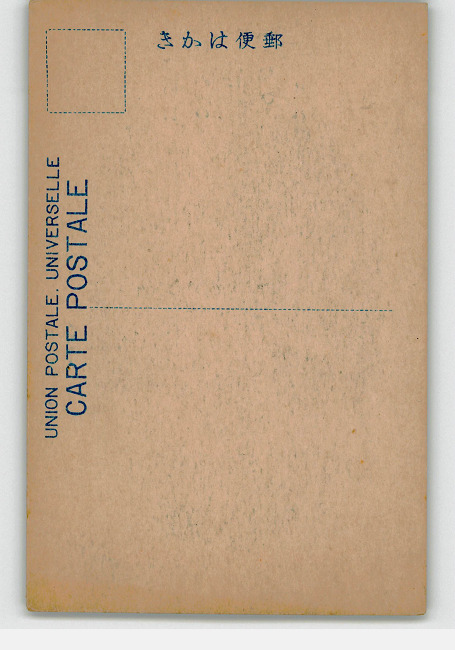 郵便はかき
UNION POSTALE. UNIVERSELLE
CARTE POSTALE